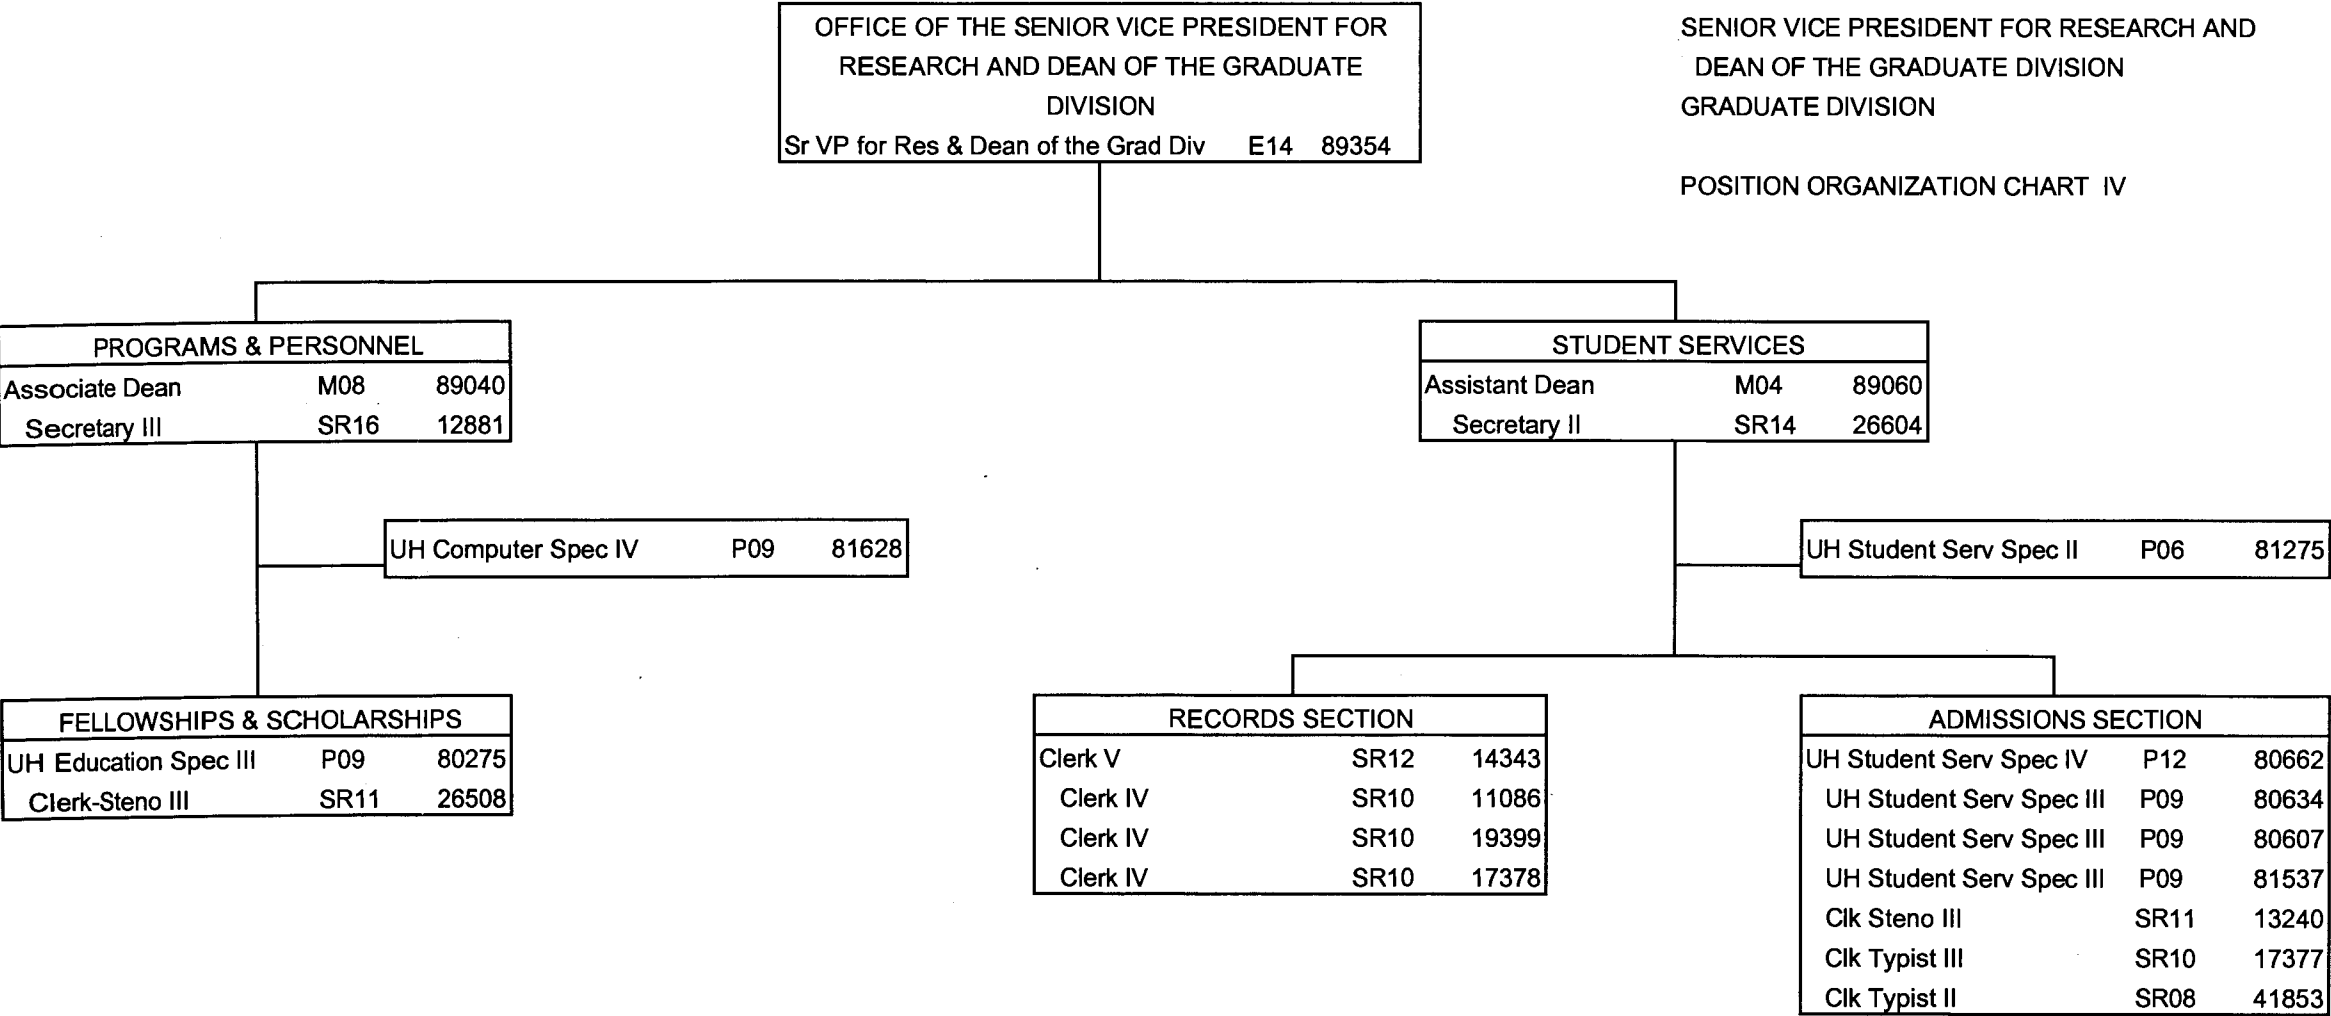 OFFICE OF THE SENIOR VICE PRESIDENT FOR
RESEARCH AND DEAN OF THE GRADUATE
DIVISION
Sr VP for Res & Dean of the Grad Div E14 89354
SENIOR VICE PRESIDENT FOR RESEARCH AND
DEAN OF THE GRADUATE DIVISION
GRADUATE DIVISION
POSITION ORGANIZATION CHART IV
PROGRAMS & PERSONNEL
Associate Dean M08 89040
Secretary III SR16 12881
STUDENT SERVICES
Assistant Dean M04 89060
Secretary II SR14 26604
UH Computer Spec IV P09 81628
UH Student Serv Spec II P06 81275
FELLOWSHIPS & SCHOLARSHIPS
UH Education Spec III P09 80275
Clerk-Steno III SR11 26508
RECORDS SECTION
Clerk V SR12 14343
Clerk IV SR10 11086
Clerk IV SR10 19399
Clerk IV SR10 17378
ADMISSIONS SECTION
UH Student Serv Spec IV P12 80662
UH Student Serv Spec III P09 80634
UH Student Serv Spec III P09 80607
UH Student Serv Spec III P09 81537
Clk Steno III SR11 13240
Clk Typist III SR10 17377
Clk Typist II SR08 41853